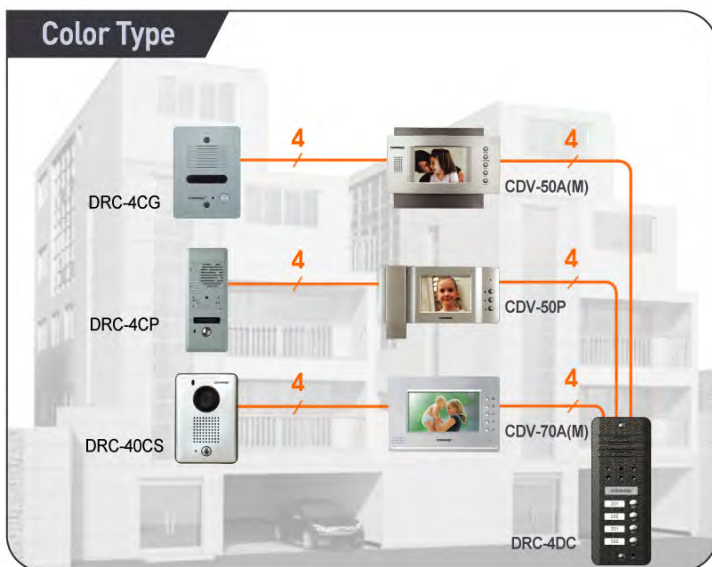 Color Type
4
4
DRC-4CG
CDV-50A(M)
4
4
DRC-4CP
CDV-50P
4
4
DRC-40CS
CDV-70A(M)
DRC-4DC